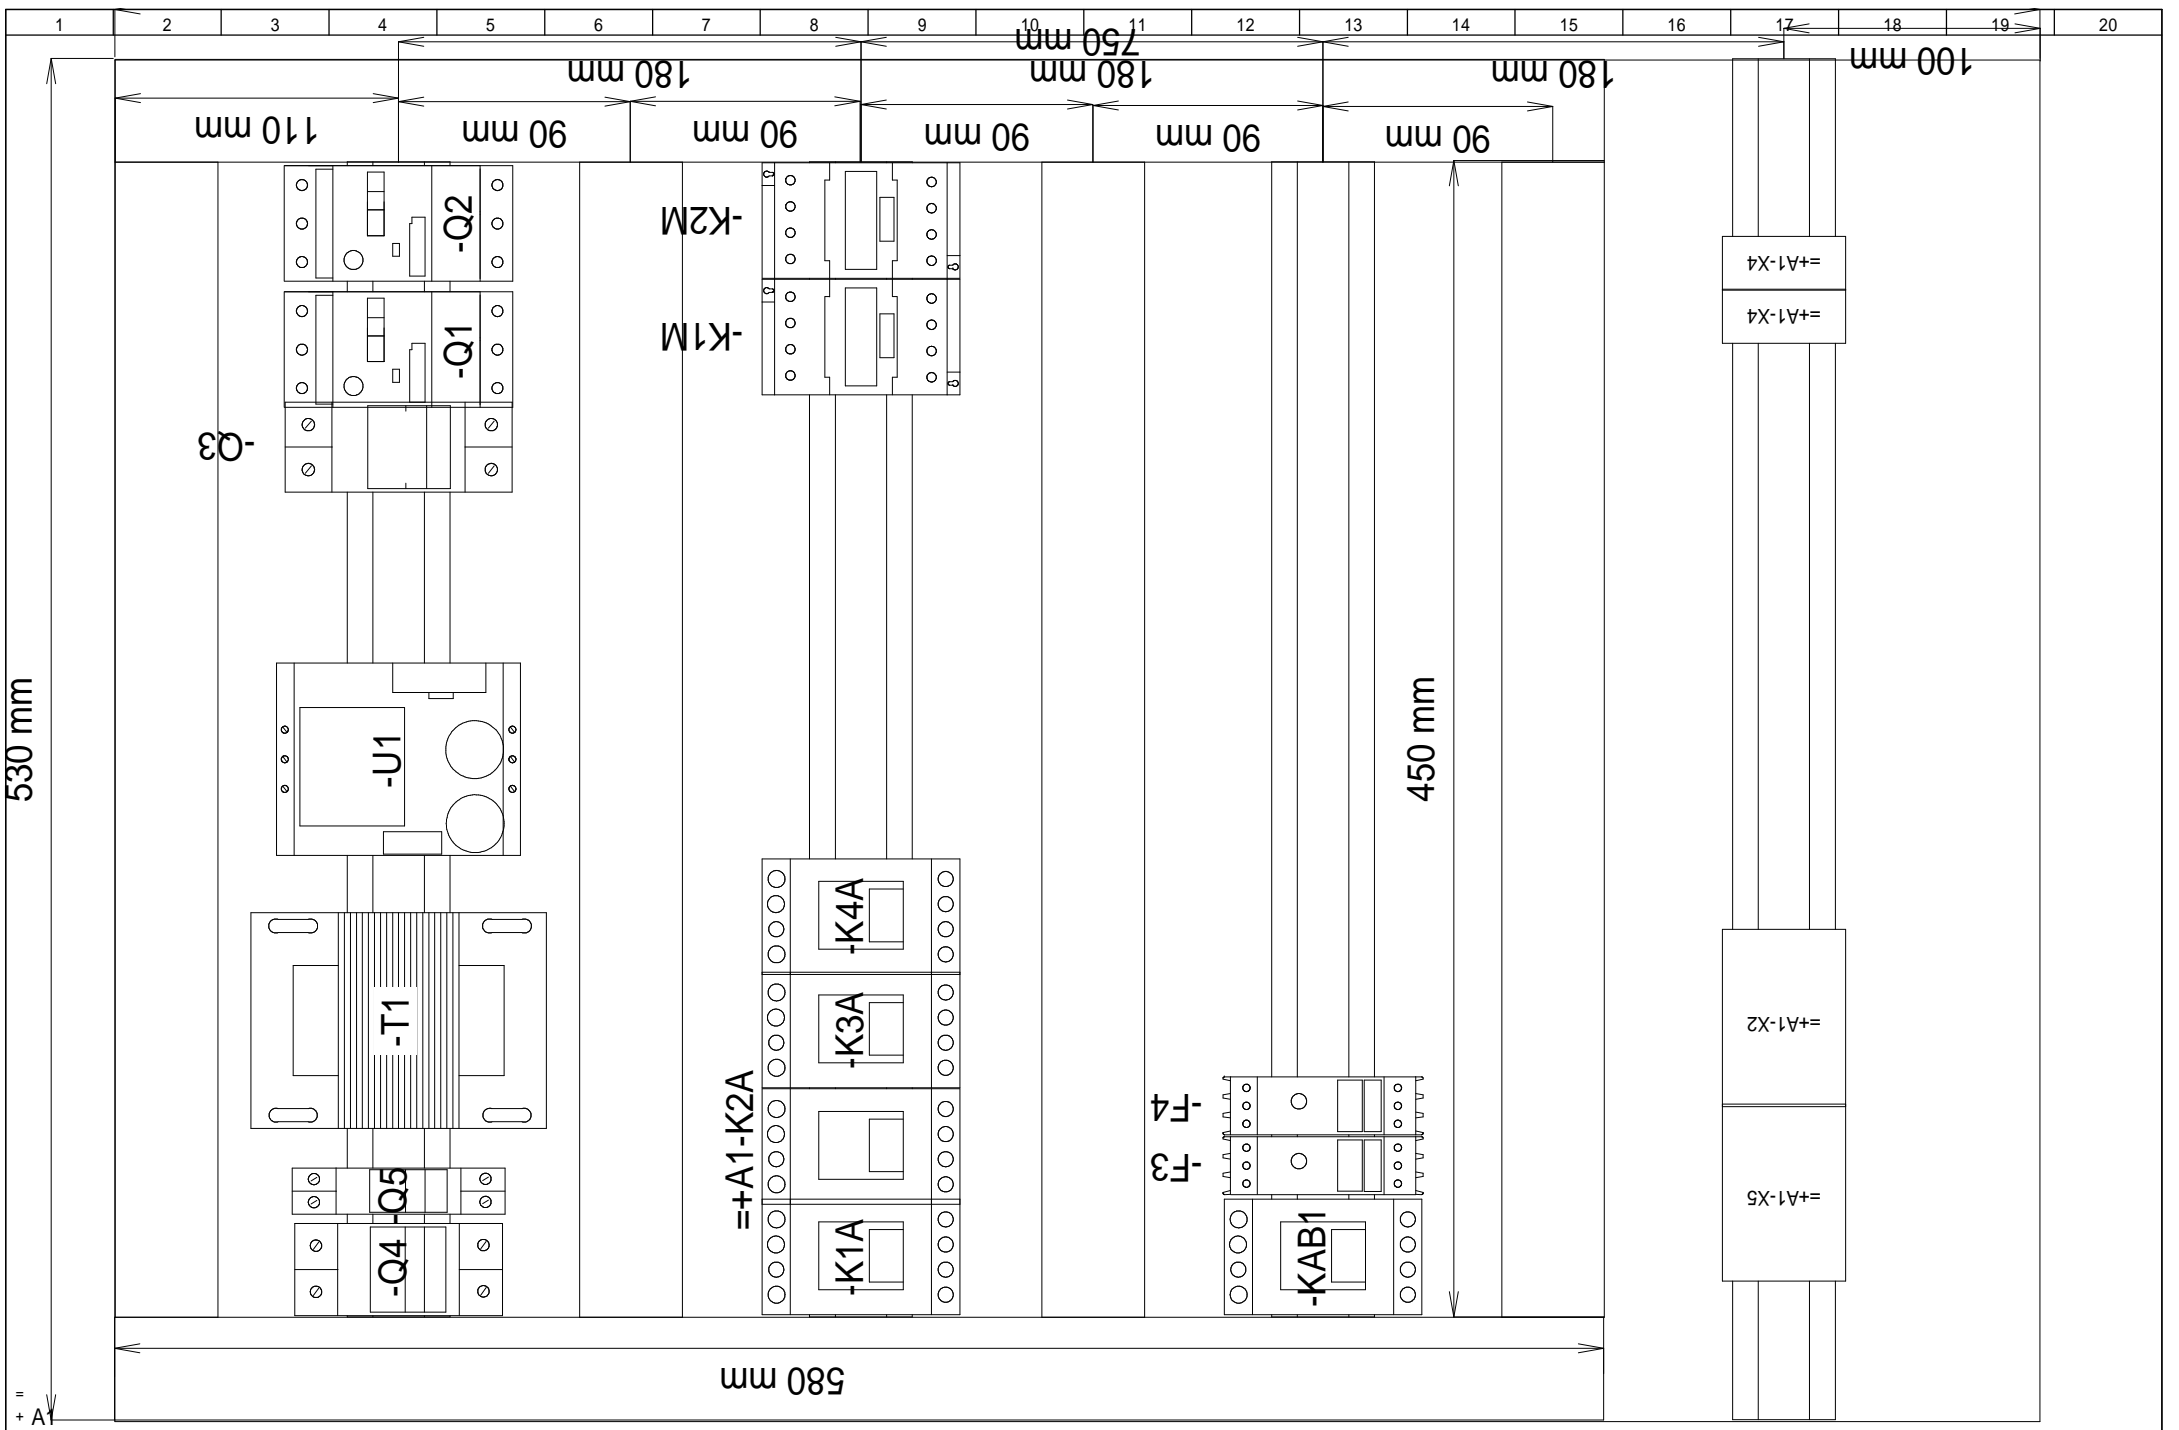 1 2 3 4 5 6 7 8 9 10 11 12 13 14 15 16 17 18 19 20
750 mm
100 mm
180 mm
180 mm
180 mm
110 mm
90 mm
90 mm
90 mm
90 mm
90 mm
-Q2
-K2M
=+A1-X4
-Q1
-K1M
=+A1-X4
-Q3
530 mm
-U1
450 mm
-K4A
-T1
-K3A
=+A1-X2
=+A1-K2A
-F4
-F3
-Q5
=+A1-X5
-Q4
-K1A
-KAB1
580 mm
=
+ A1